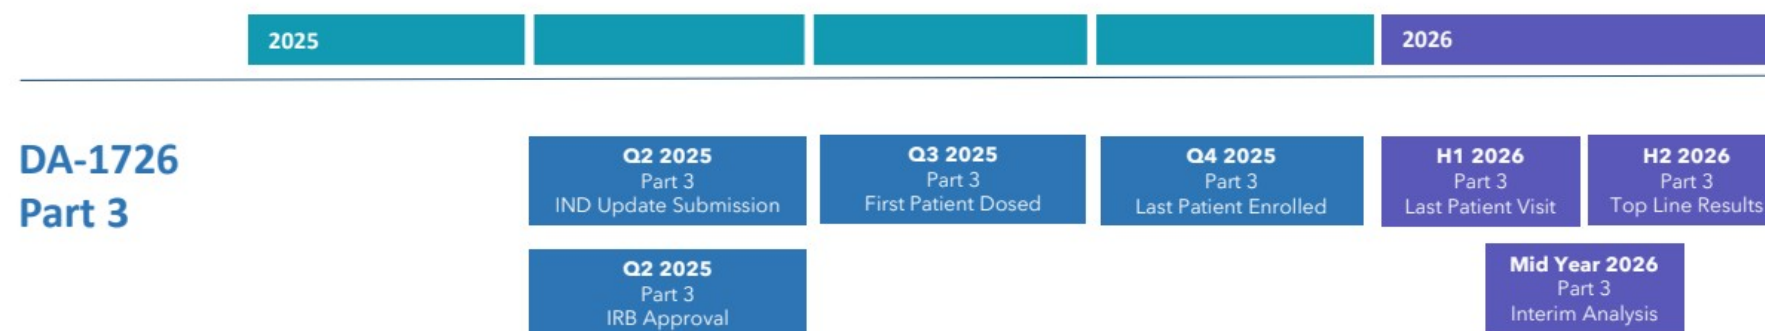 2025
2026
DA-1726
Part 3
Q2 2025
Part 3
IND Update Submission
Q3 2025
Part 3
First Patient Dosed
Q4 2025
Part 3
Last Patient Enrolled
H1 2026
Part 3
Last Patient Visit
H2 2026
Part 3
Top Line Results
Q2 2025
Part 3
IRB Approval
Mid Year 2026
Part 3
Interim Analysis